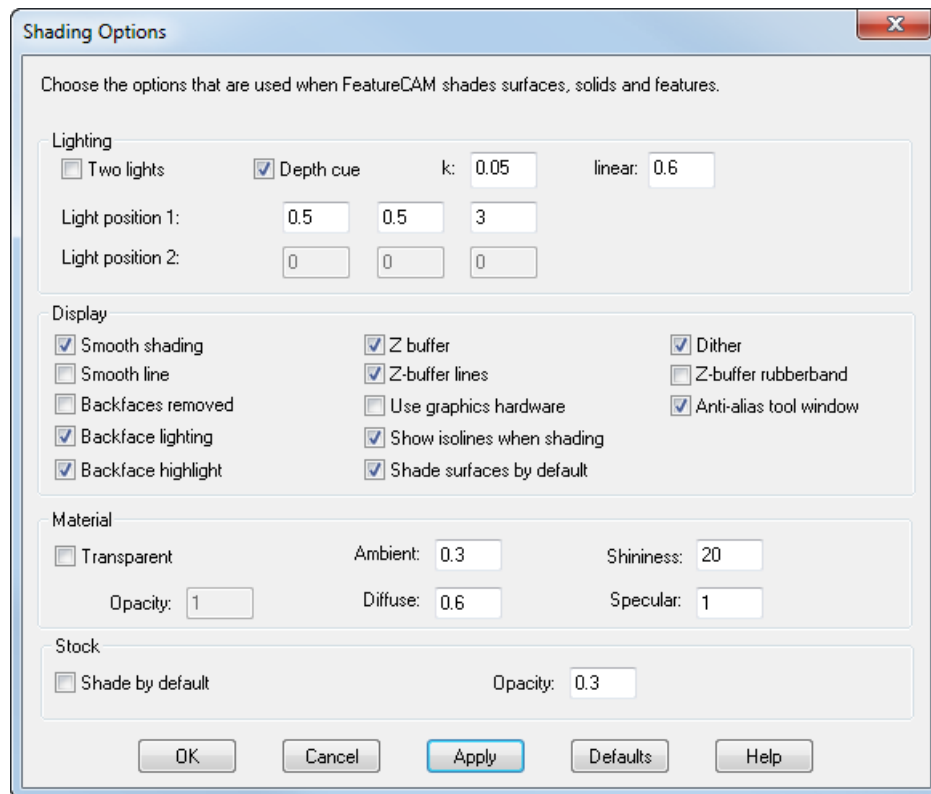 Shading Options
Choose the options that are used when FeatureCAM shades surfaces, solids and features.
Lighting
Two lights Depth cue k: 0.05 linear: 0.6
Light position 1: 0.5 0.5 3
Light position 2: 0 0 0
Display
Smooth shading Z buffer Dither
Smooth line Z-buffer lines Z-buffer rubberband
Backfaces removed Use graphics hardware Anti-alias tool window
Backface lighting Show isolines when shading
Backface highlight Shade surfaces by default
Material
Transparent Ambient: 0.3 Shininess: 20
Opacity: 1 Diffuse: 0.6 Specular: 1
Stock
Shade by default Opacity: 0.3
OK Cancel Apply Defaults Help